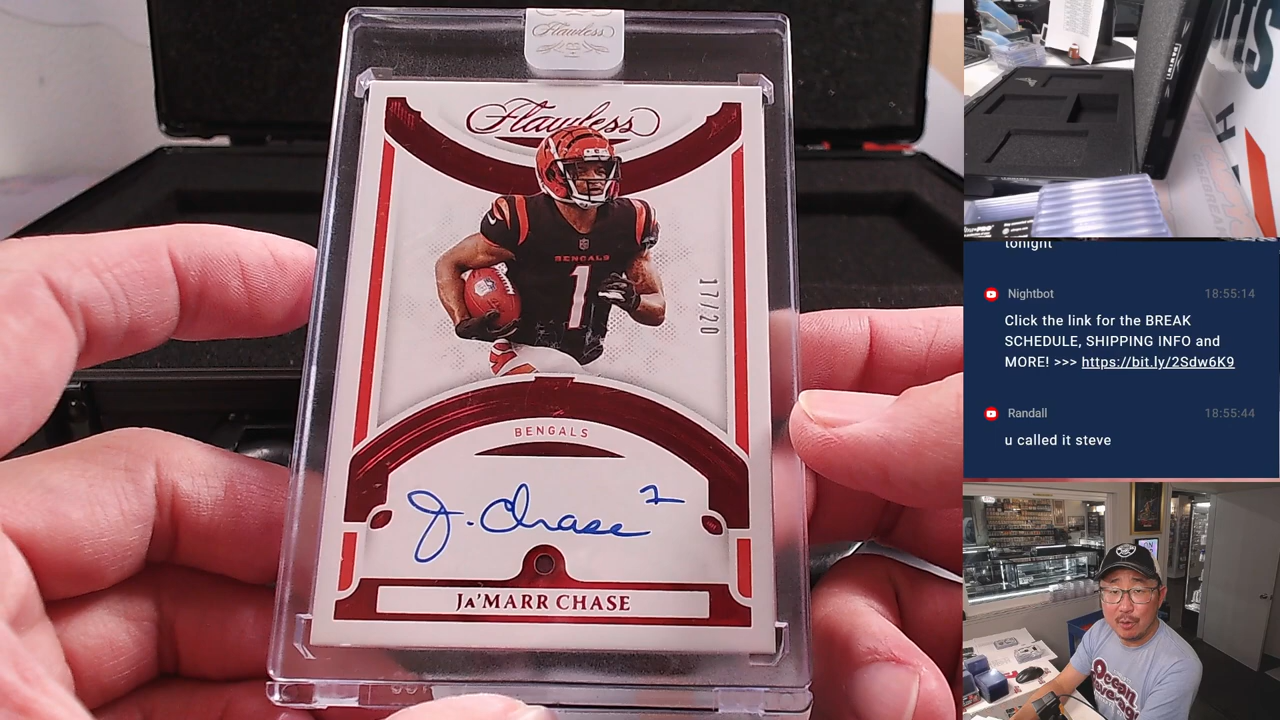 Flawless
Flawless
BENGALS
1
17/20
BENGALS
J. Chase
JA'MARR CHASE
PANINI
tonight
Nightbot
18:55:14
Click the link for the BREAK
SCHEDULE, SHIPPING INFO and
MORE! >>> https://bit.ly/2Sdw6K9
Randall
18:55:44
u called it steve
Ocean